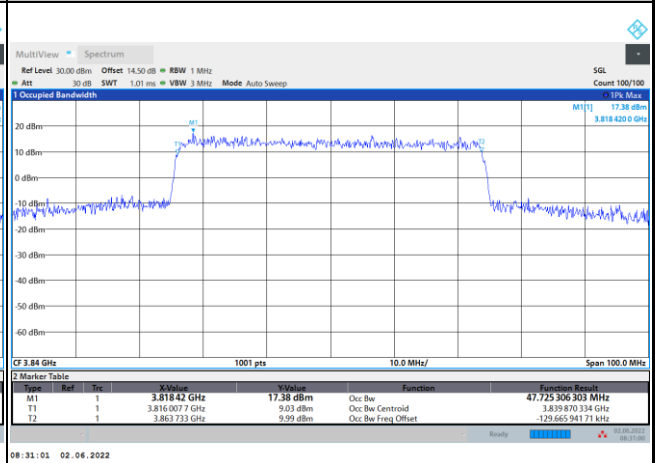 MultiView Spectrum
Ref Level 30.00 dBm Offset 14.50 dB RBW 1 MHz SGL
Att 30 dB SWT 1.01 ms VBW 3 MHz Mode Auto Sweep Count 100/100
1 Occupied Bandwidth 1Pk Max
M1[1] 17.38 dBm
3.818 420 0 GHz
M1
20 dBm
T1 T2
10 dBm
0 dBm
-10 dBm
-20 dBm
-30 dBm
-40 dBm
-50 dBm
-60 dBm
CF 3.84 GHz 1001 pts 10.0 MHz/ Span 100.0 MHz
2 Marker Table
Type Ref Trc X-Value Y-Value Function Function Result
M1 1 3.81842 GHz 17.38 dBm Occ Bw 47.725 306 303 MHz
T1 1 3.816 007 7 GHz 9.03 dBm Occ Bw Centroid 3.839 870 334 GHz
T2 1 3.863 733 GHz 9.99 dBm Occ Bw Freq Offset -129.665 941 71 kHz
Ready 02.06.2022
08:31:00
08:31:01 02.06.2022